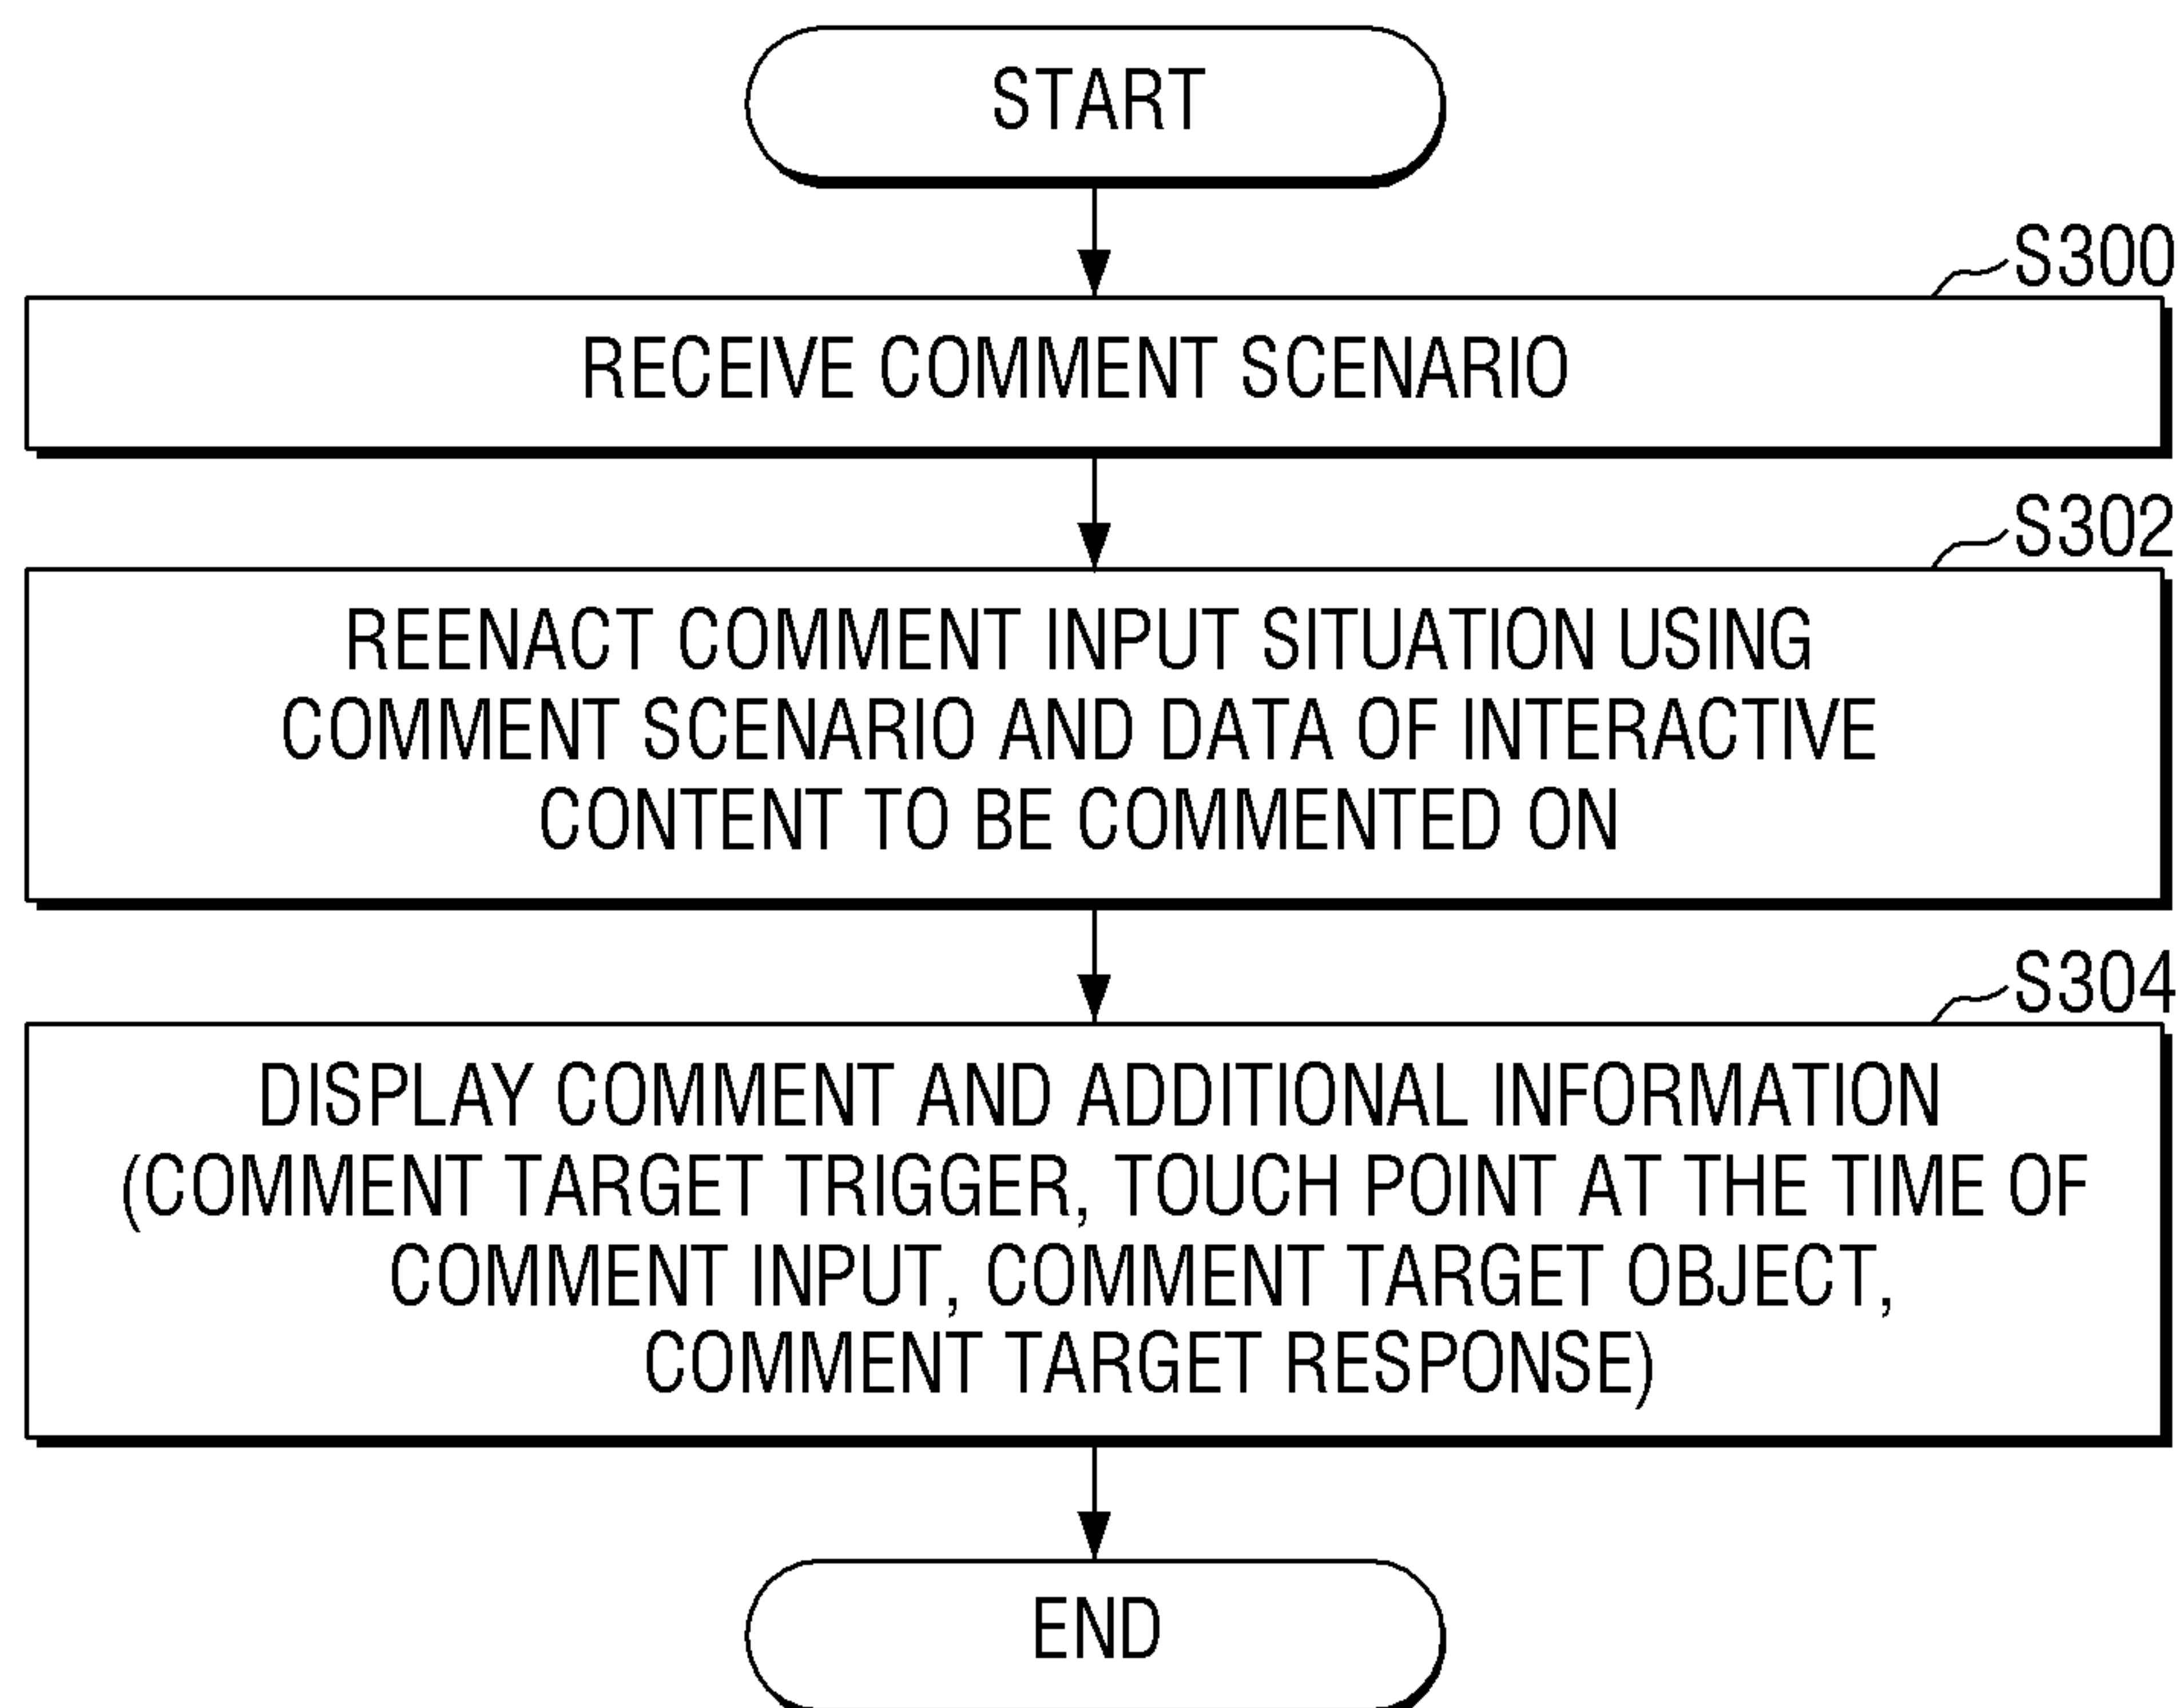 START
S300
RECEIVE COMMENT SCENARIO
S302
REENACT COMMENT INPUT SITUATION USING
COMMENT SCENARIO AND DATA OF INTERACTIVE
CONTENT TO BE COMMENTED ON
S304
DISPLAY COMMENT AND ADDITIONAL INFORMATION
(COMMENT TARGET TRIGGER, TOUCH POINT AT THE TIME OF
COMMENT INPUT, COMMENT TARGET OBJECT,
COMMENT TARGET RESPONSE)
END